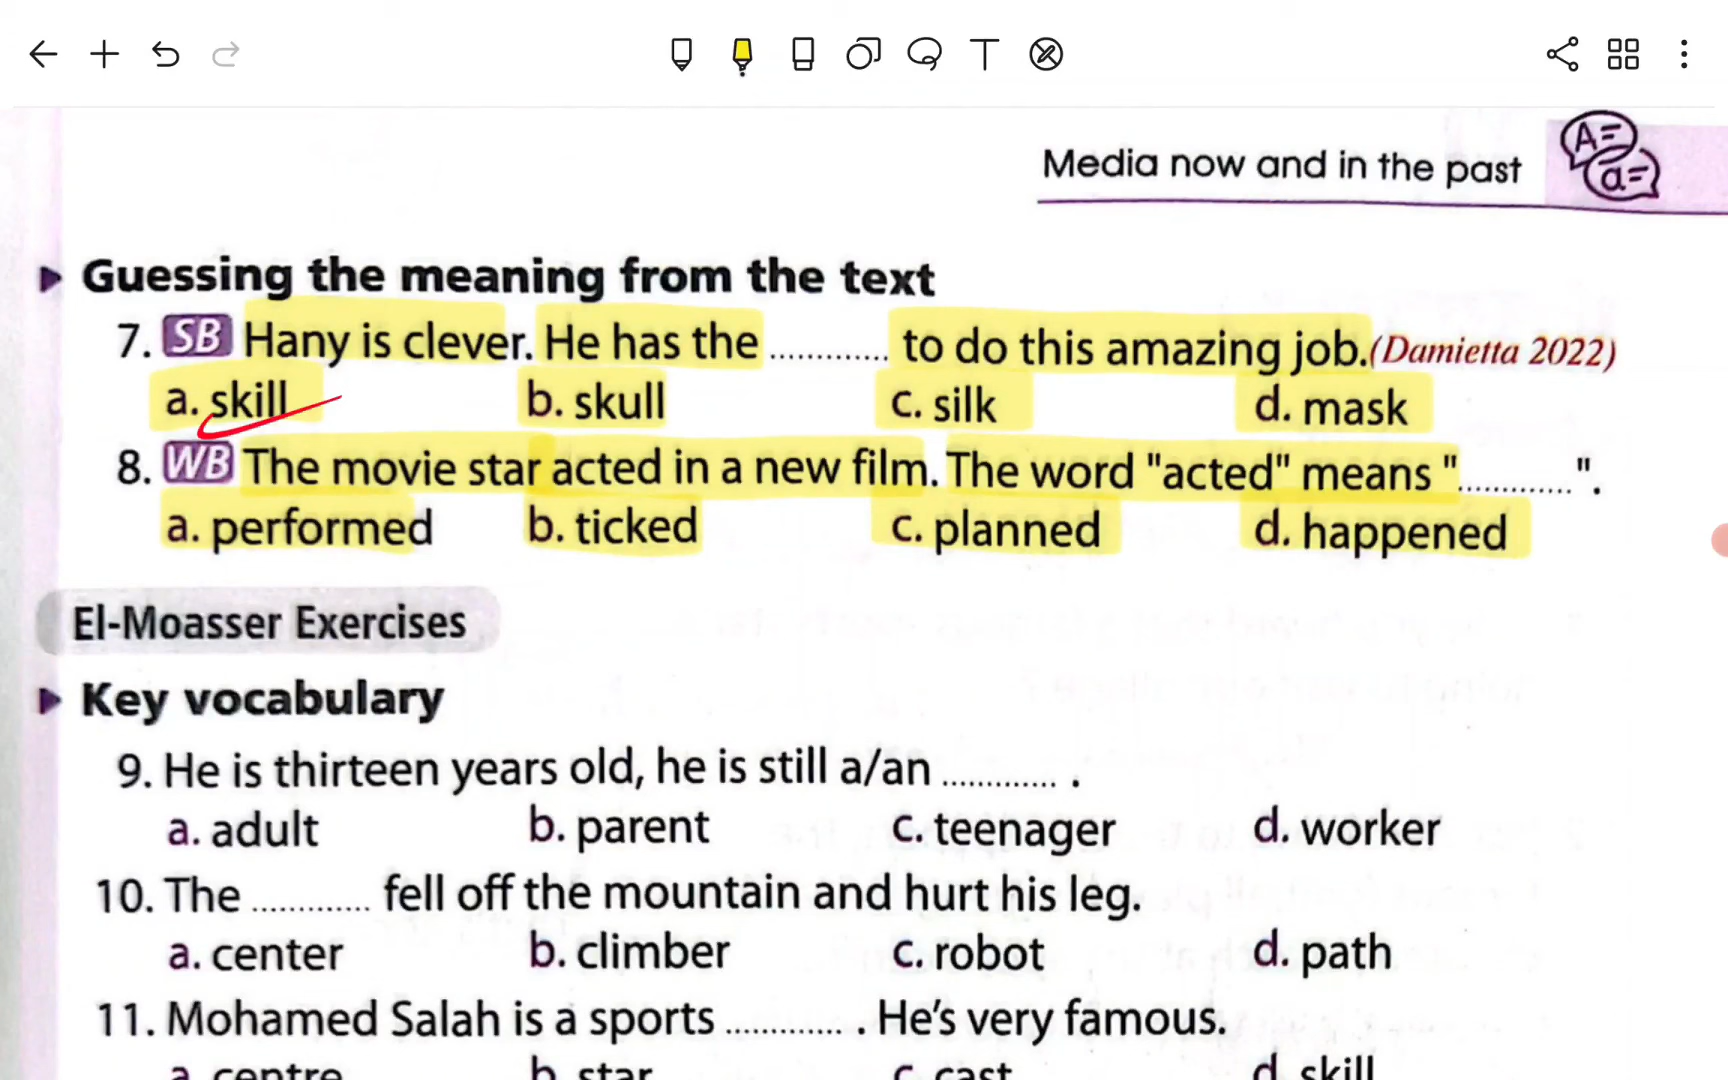 Media now and in the past
A=
a=
Guessing the meaning from the text
7. SB Hany is clever. He has the ............ to do this amazing job. (Damietta 2022)
a. skill b. skull c. silk d. mask
8. WB The movie star acted in a new film. The word "acted" means "............".
a. performed b. ticked c. planned d. happened
El-Moasser Exercises
Key vocabulary
9. He is thirteen years old, he is still a/an ............ .
a. adult b. parent c. teenager d. worker
10. The ............ fell off the mountain and hurt his leg.
a. center b. climber c. robot d. path
11. Mohamed Salah is a sports ............ . He's very famous.
a. centre b. star c. cast d. skill